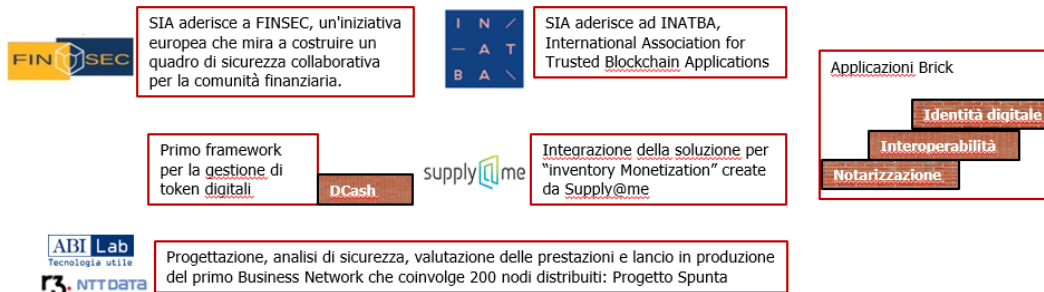 FINSEC
SIA aderisce a FINSEC, un'iniziativa
europea che mira a costruire un
quadro di sicurezza collaborativa
per la comunità finanziaria.
I N /
— A T
B A \
SIA aderisce ad INATBA,
International Association for
Trusted Blockchain Applications
Applicazioni Brick
Identità digitale
Interoperabilità
Notarizzazione
Primo framework
per la gestione di
token digitali
DCash
supply@me
Integrazione della soluzione per
“inventory Monetization” create
da Supply@me
ABI Lab
Tecnologia utile
r3. NTT DATA
Progettazione, analisi di sicurezza, valutazione delle prestazioni e lancio in produzione
del primo Business Network che coinvolge 200 nodi distribuiti: Progetto Spunta